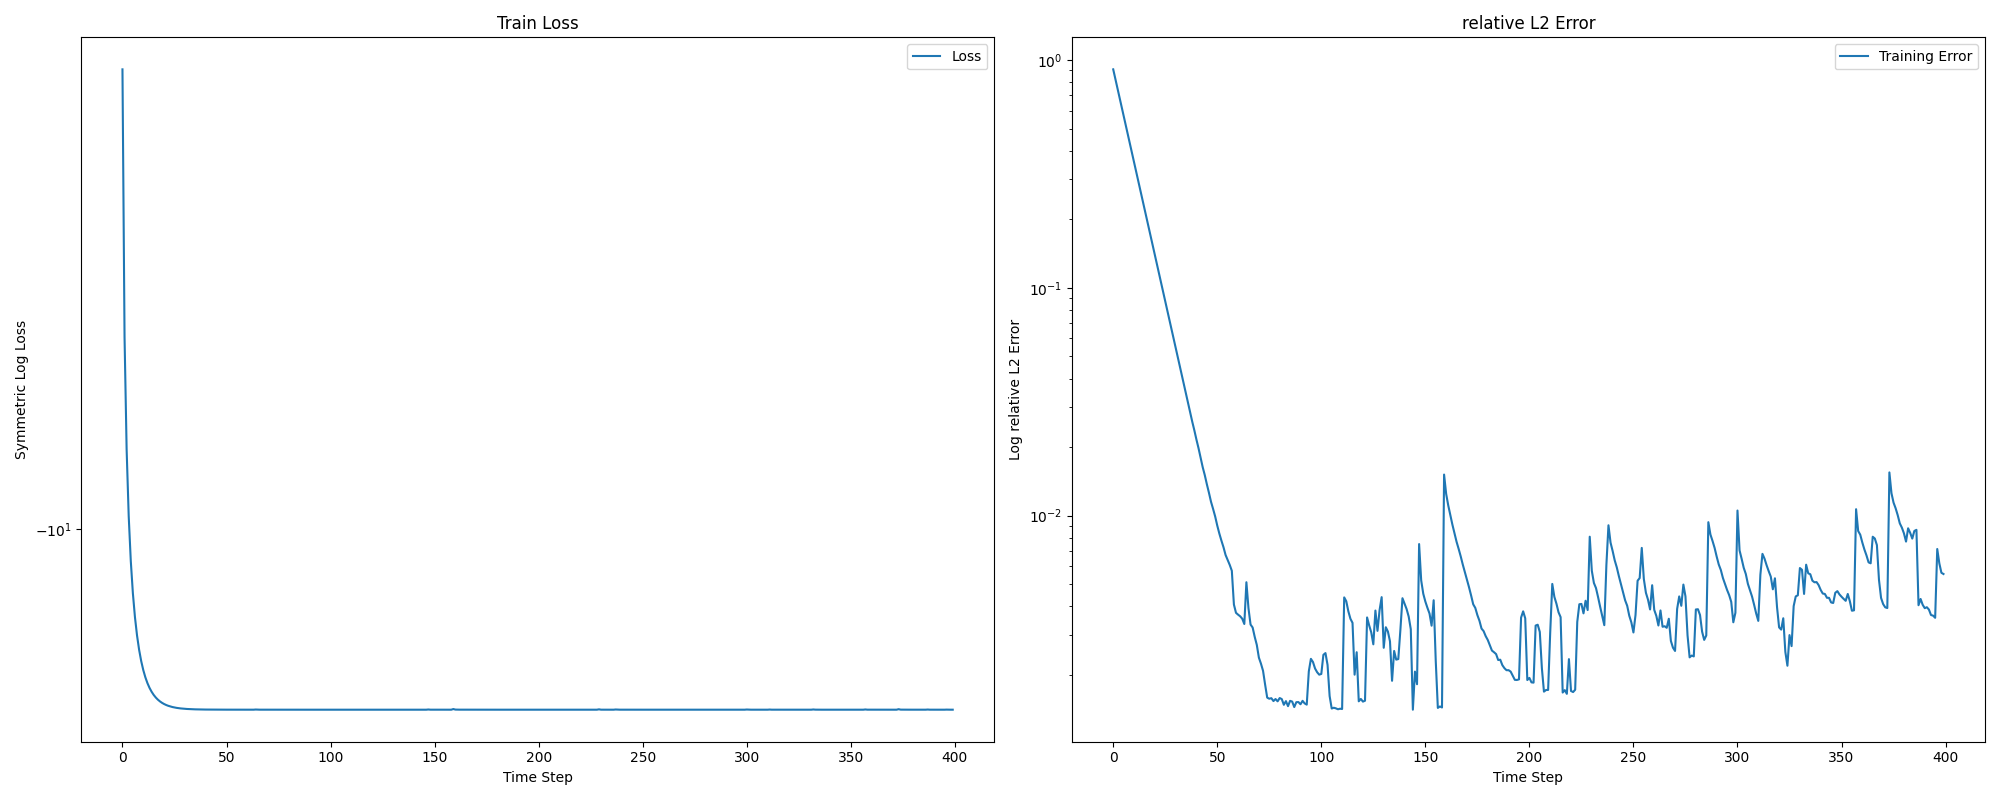 Train Loss
Loss
Symmetric Log Loss
−10¹
0 50 100 150 200 250 300 350 400
Time Step
relative L2 Error
Training Error
Log relative L2 Error
10⁰
10⁻¹
10⁻²
0 50 100 150 200 250 300 350 400
Time Step